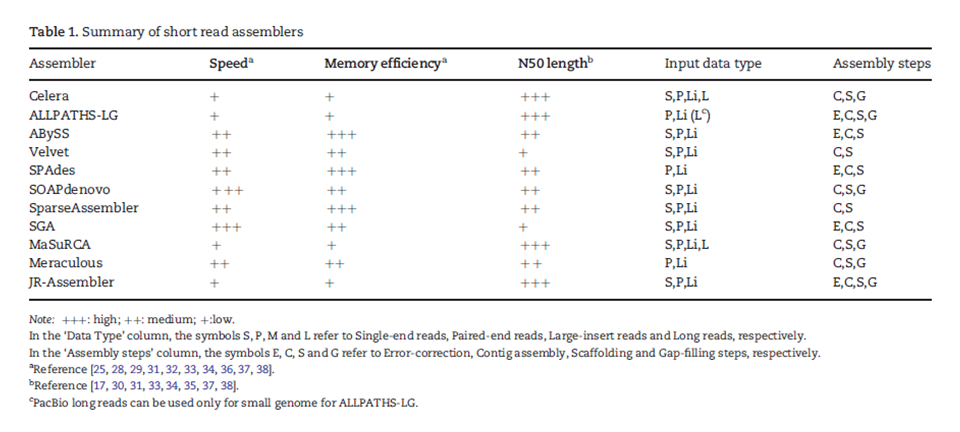 Table 1. Summary of short read assemblers
Assembler Speedᵃ Memory efficiencyᵃ N50 lengthᵇ Input data type Assembly steps
Celera + + +++ S,P,Li,L C,S,G
ALLPATHS-LG + + +++ P,Li (Lᶜ) E,C,S,G
ABySS ++ +++ ++ S,P,Li E,C,S
Velvet ++ ++ + S,P,Li C,S
SPAdes ++ +++ ++ P,Li E,C,S
SOAPdenovo +++ ++ ++ S,P,Li C,S,G
SparseAssembler ++ +++ ++ S,P,Li C,S
SGA +++ ++ + S,P,Li E,C,S
MaSuRCA + + +++ S,P,Li,L C,S,G
Meraculous ++ ++ ++ P,Li C,S,G
JR-Assembler + + +++ S,P,Li E,C,S,G
Note: +++: high; ++: medium; +:low.
In the 'Data Type' column, the symbols S, P, M and L refer to Single-end reads, Paired-end reads, Large-insert reads and Long reads, respectively.
In the 'Assembly steps' column, the symbols E, C, S and G refer to Error-correction, Contig assembly, Scaffolding and Gap-filling steps, respectively.
ᵃReference [25, 28, 29, 31, 32, 33, 34, 36, 37, 38].
ᵇReference [17, 30, 31, 33, 34, 35, 37, 38].
ᶜPacBio long reads can be used only for small genome for ALLPATHS-LG.